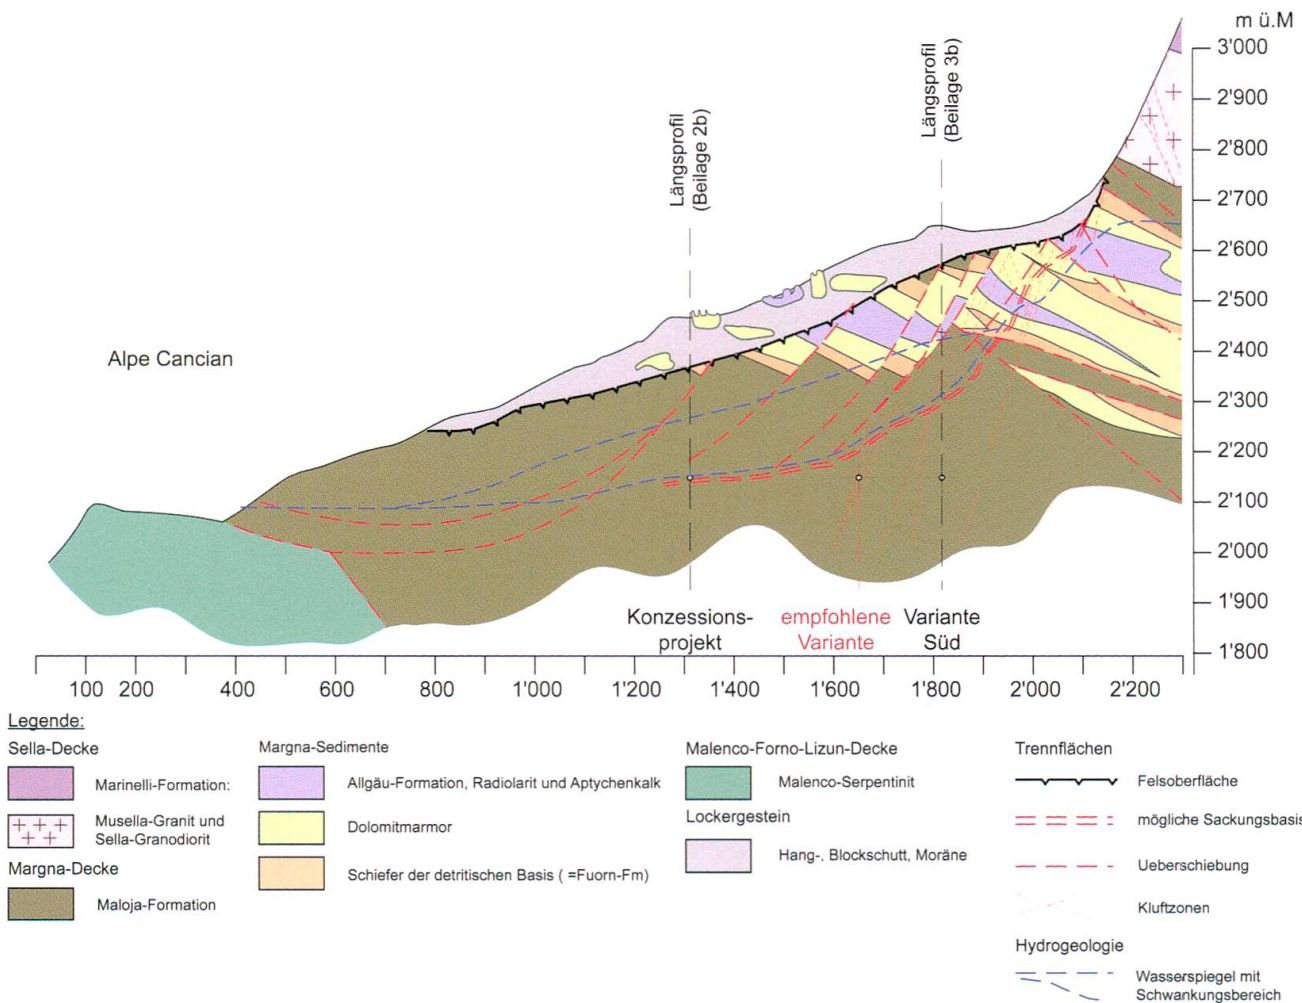 m ü.M
3'000
2'900
2'800
2'700
2'600
2'500
2'400
2'300
2'200
2'100
2'000
1'900
1'800
Längsprofil
(Beilage 2b)
Längsprofil
(Beilage 3b)
Alpe Cancian
Konzessions-
projekt
empfohlene
Variante
Variante
Süd
100 200 400 600 800 1'000 1'200 1'400 1'600 1'800 2'000 2'200
Legende:
Sella-Decke
Marinelli-Formation:
Musella-Granit und
Sella-Granodiorit
Margna-Decke
Maloja-Formation
Margna-Sedimente
Allgäu-Formation, Radiolarit und Aptychenkalk
Dolomitmarmor
Schiefer der detritischen Basis ( =Fuorn-Fm)
Malenco-Forno-Lizun-Decke
Malenco-Serpentinit
Lockergestein
Hang-, Blockschutt, Moräne
Trennflächen
Felsoberfläche
mögliche Sackungsbasis
Ueberschiebung
Kluftzonen
Hydrogeologie
Wasserspiegel mit
Schwankungsbereich